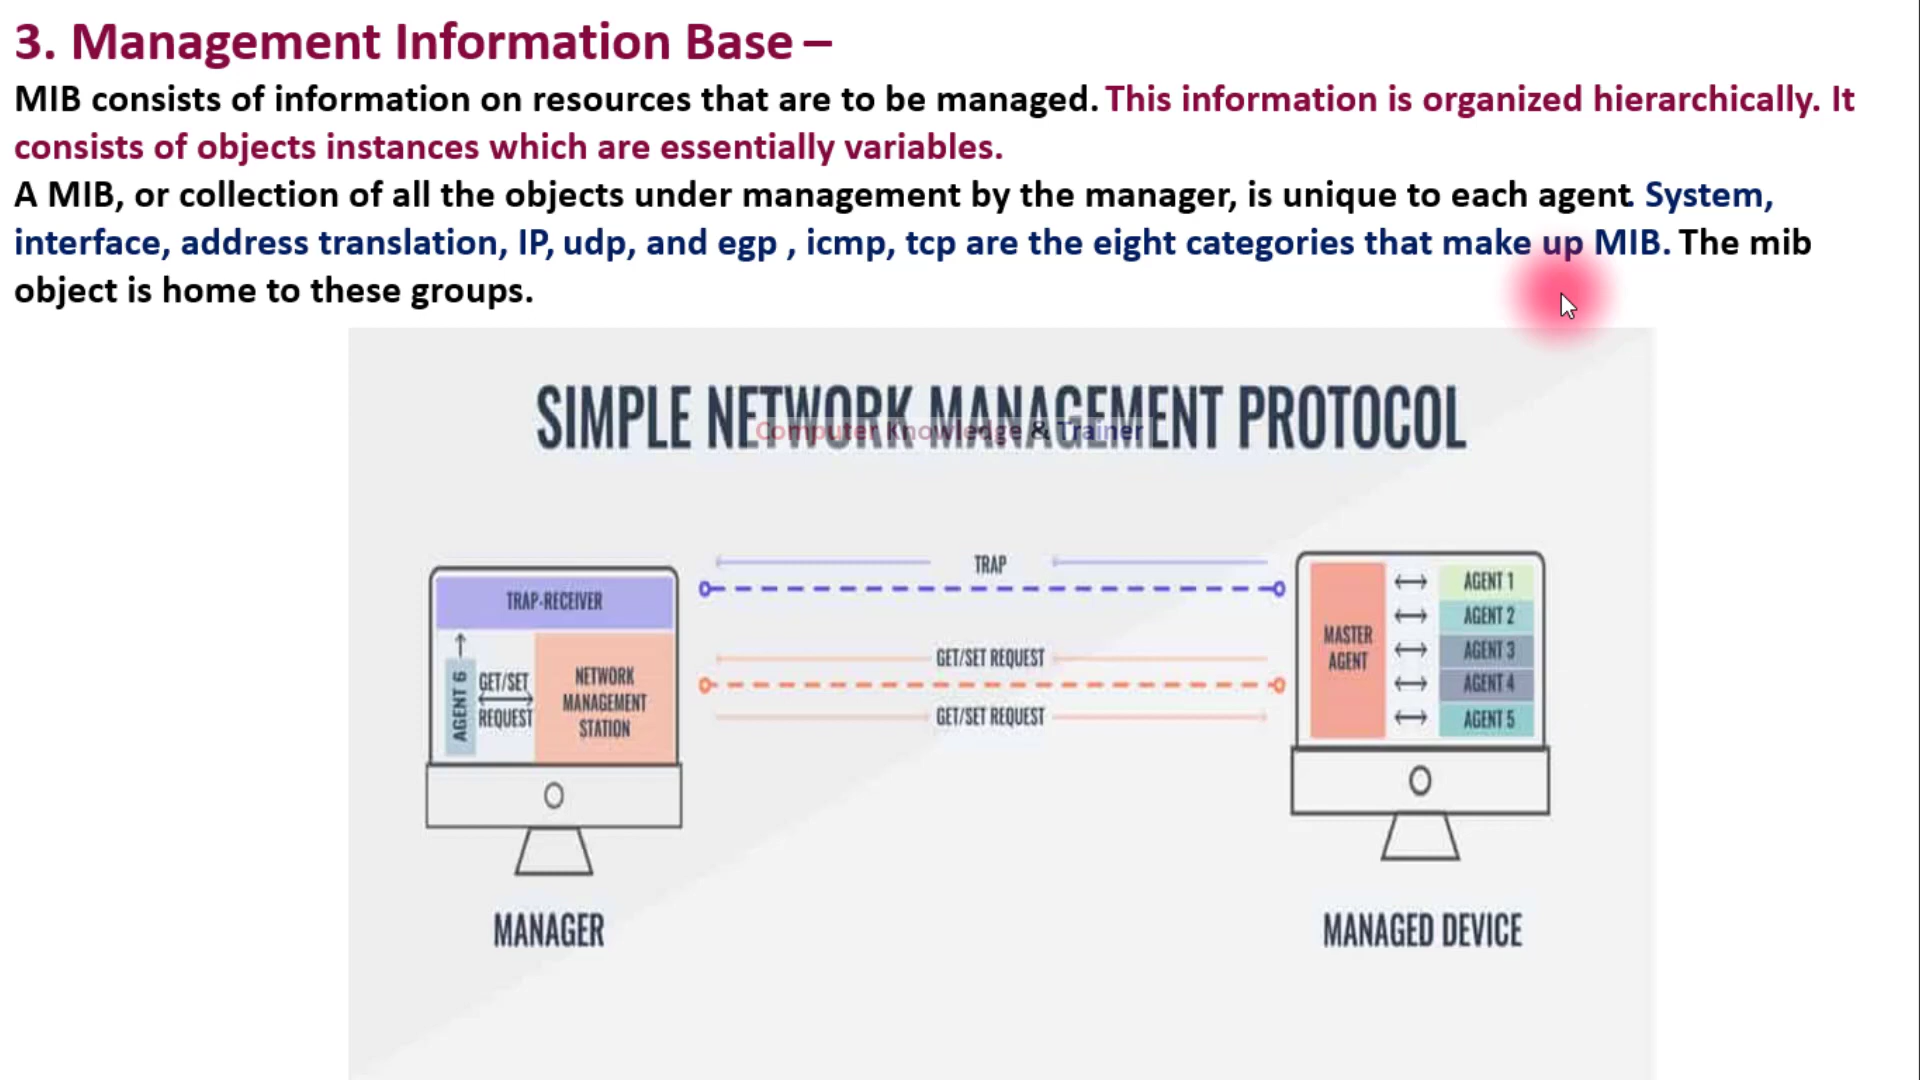 3. Management Information Base –
MIB consists of information on resources that are to be managed. This information is organized hierarchically. It
consists of objects instances which are essentially variables.
A MIB, or collection of all the objects under management by the manager, is unique to each agent. System,
interface, address translation, IP, udp, and egp , icmp, tcp are the eight categories that make up MIB. The mib
object is home to these groups.
SIMPLE NETWORK MANAGEMENT PROTOCOL
Computer Knowledge & Trainer
TRAP
TRAP-RECEIVER
AGENT 6
GET/SET
REQUEST
NETWORK
MANAGEMENT
STATION
GET/SET REQUEST
GET/SET REQUEST
MASTER
AGENT
AGENT 1
AGENT 2
AGENT 3
AGENT 4
AGENT 5
MANAGER
MANAGED DEVICE